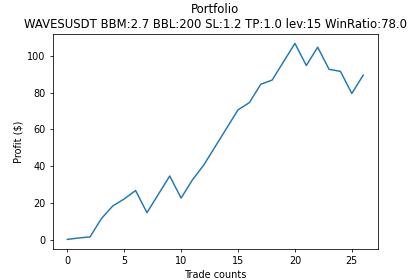 Portfolio
WAVESUSDT BBM:2.7 BBL:200 SL:1.2 TP:1.0 lev:15 WinRatio:78.0
100
80
60
40
20
0
Profit ($)
0 5 10 15 20 25
Trade counts